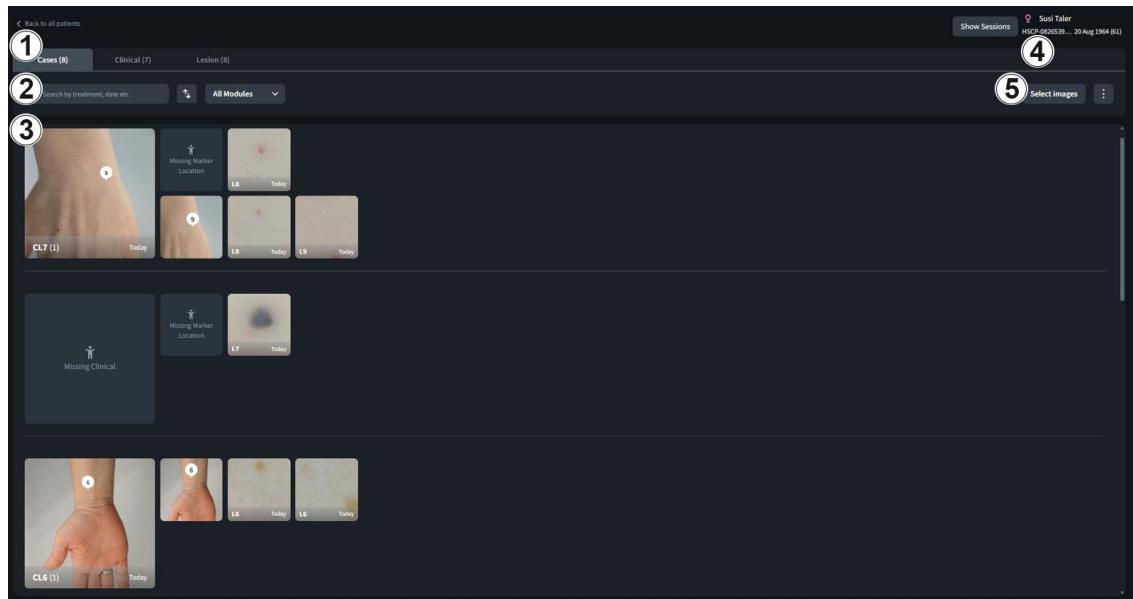 Back to all patients
Show Sessions
Susi Taler
HSCP-0826539... 20 Aug 1964 (61)
1
4
Cases (8)
Clinical (7)
Lesion (8)
2
Search by treatment, date etc
All Modules
5
Select images
3
9
CL7 (1)
Today
Missing Marker
Location
L8
Today
9
L9
Today
L9
Today
Missing Clinical
Missing Marker
Location
L7
Today
6
CL6 (1)
Today
6
L6
Today
L6
Today